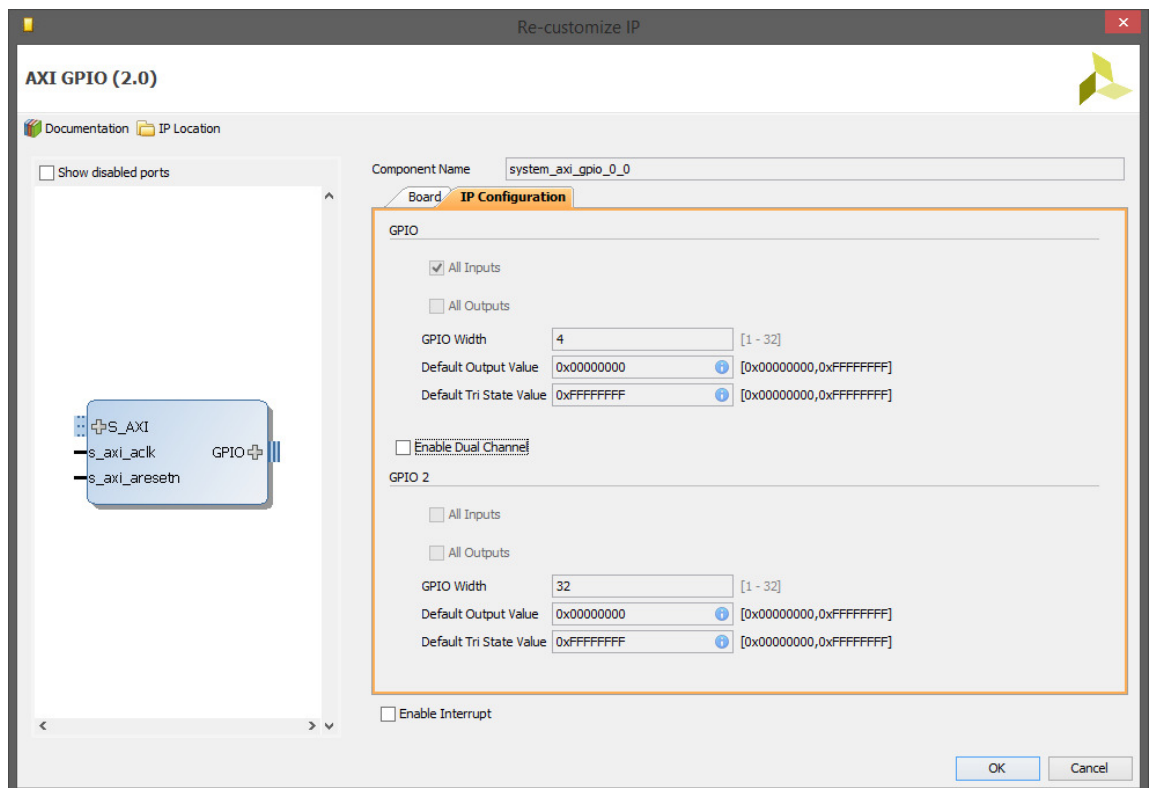 Re-customize IP
AXI GPIO (2.0)
Documentation IP Location
Show disabled ports
S_AXI
s_axi_aclk
GPIO
s_axi_aresetn
Component Name system_axi_gpio_0_0
Board IP Configuration
GPIO
All Inputs
All Outputs
GPIO Width 4 [1 - 32]
Default Output Value 0x00000000 [0x00000000,0xFFFFFFFF]
Default Tri State Value 0xFFFFFFFF [0x00000000,0xFFFFFFFF]
Enable Dual Channel
GPIO 2
All Inputs
All Outputs
GPIO Width 32 [1 - 32]
Default Output Value 0x00000000 [0x00000000,0xFFFFFFFF]
Default Tri State Value 0xFFFFFFFF [0x00000000,0xFFFFFFFF]
Enable Interrupt
OK Cancel